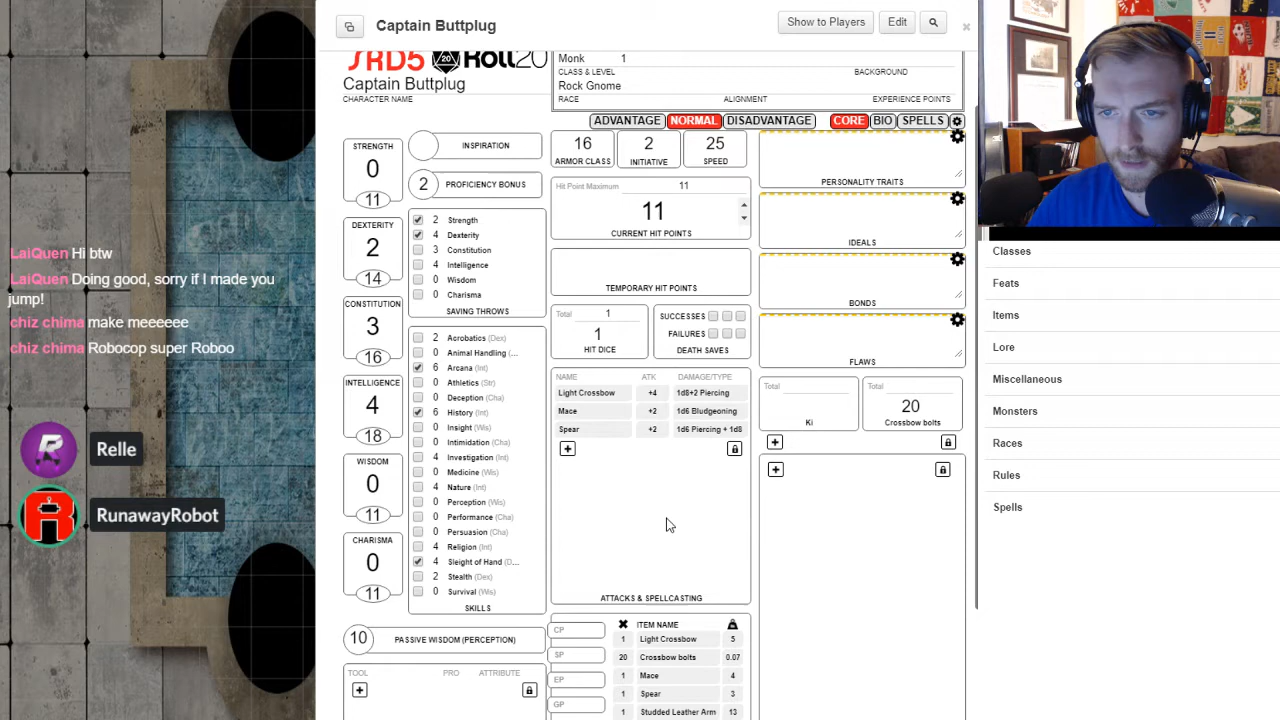 Captain Buttplug
Show to Players
Edit
SRD5 20 Roll20
Monk 1
CLASS & LEVEL BACKGROUND
Captain Buttplug
Rock Gnome
CHARACTER NAME
RACE ALIGNMENT EXPERIENCE POINTS
ADVANTAGE NORMAL DISADVANTAGE
CORE BIO SPELLS
STRENGTH
0
11
DEXTERITY
2
14
CONSTITUTION
3
16
INTELLIGENCE
4
18
WISDOM
0
11
CHARISMA
0
11
INSPIRATION
2 PROFICIENCY BONUS
2 Strength
4 Dexterity
3 Constitution
4 Intelligence
0 Wisdom
0 Charisma
SAVING THROWS
2 Acrobatics (Dex)
0 Animal Handling (...
6 Arcana (Int)
0 Athletics (Str)
0 Deception (Cha)
6 History (Int)
0 Insight (Wis)
0 Intimidation (Cha)
4 Investigation (Int)
0 Medicine (Wis)
4 Nature (Int)
0 Perception (Wis)
0 Performance (Cha)
0 Persuasion (Cha)
4 Religion (Int)
4 Sleight of Hand (D...
2 Stealth (Dex)
0 Survival (Wis)
SKILLS
10 PASSIVE WISDOM (PERCEPTION)
TOOL PRO ATTRIBUTE
16 2 25
ARMOR CLASS INITIATIVE SPEED
Hit Point Maximum 11
11
CURRENT HIT POINTS
TEMPORARY HIT POINTS
Total 1
1
HIT DICE
SUCCESSES
FAILURES
DEATH SAVES
NAME ATK DAMAGE/TYPE
Light Crossbow +4 1d8+2 Piercing
Mace +2 1d6 Bludgeoning
Spear +2 1d6 Piercing + 1d8
ATTACKS & SPELLCASTING
CP
SP
EP
GP
ITEM NAME
1 Light Crossbow 5
20 Crossbow bolts 0.07
1 Mace 4
1 Spear 3
1 Studded Leather Arm 13
PERSONALITY TRAITS
IDEALS
BONDS
FLAWS
Total
Ki
Total
20
Crossbow bolts
Classes
Feats
Items
Lore
Miscellaneous
Monsters
Races
Rules
Spells
LaiQuen Hi btw
LaiQuen Doing good, sorry if I made you
jump!
chiz chima make meeeeee
chiz chima Robocop super Roboo
Relle
RunawayRobot